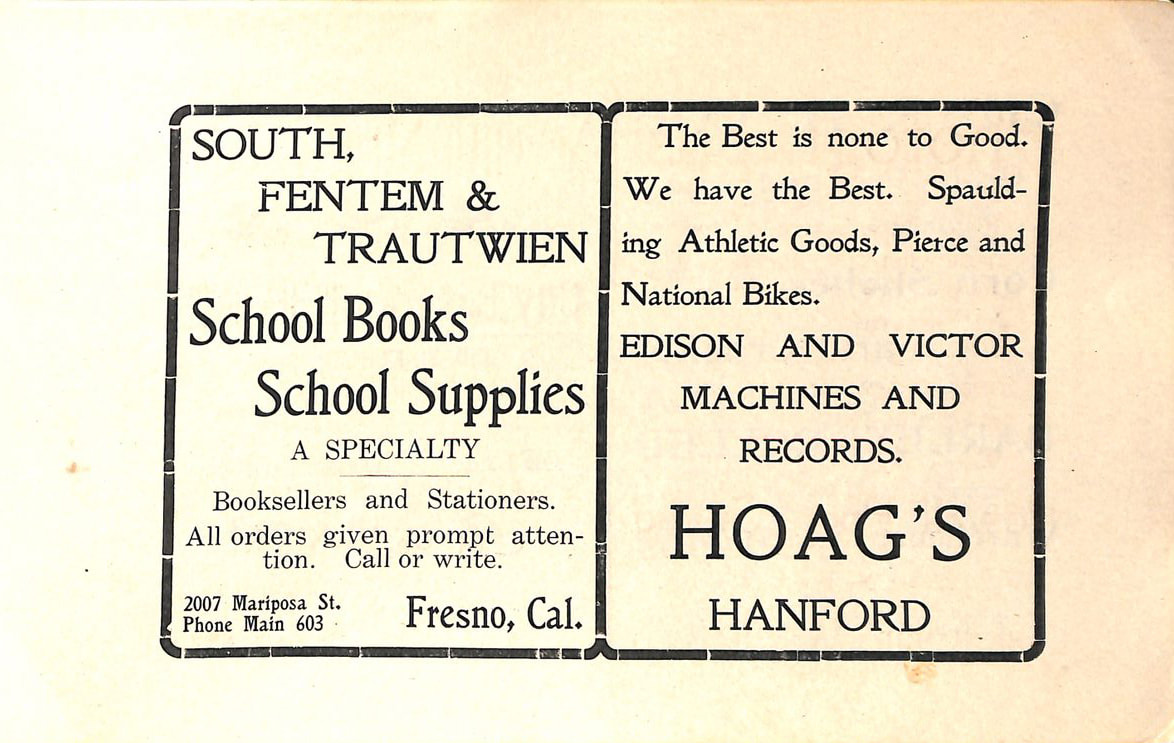 SOUTH,
FENTEM &
TRAUTWIEN
School Books
School Supplies
A SPECIALTY
Booksellers and Stationers.
All orders given prompt atten-
tion. Call or write.
2007 Mariposa St.
Phone Main 603
Fresno, Cal.
The Best is none to Good.
We have the Best. Spauld-
ing Athletic Goods, Pierce and
National Bikes.
EDISON AND VICTOR
MACHINES AND
RECORDS.
HOAG'S
HANFORD